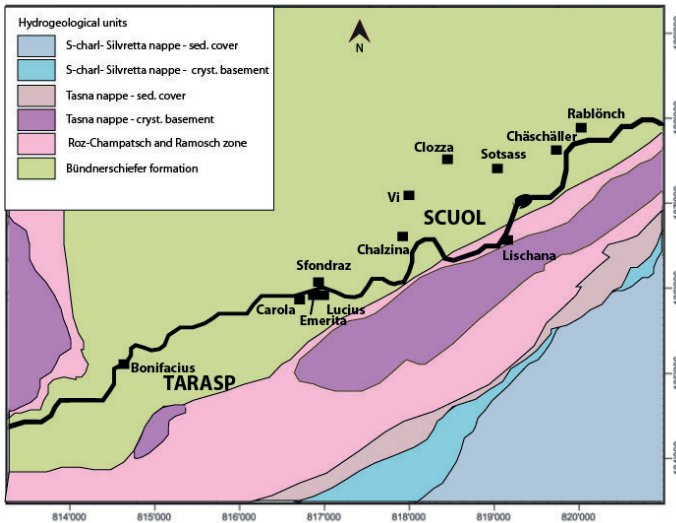 Hydrogeological units
S-charl- Silvretta nappe - sed. cover
S-charl- Silvretta nappe - cryst. basement
Tasna nappe - sed. cover
Tasna nappe - cryst. basement
Roz-Champatsch and Ramosch zone
Bündnerschiefer formation
N
Rablönch
Chäschäller
Clozza
Sotsass
Vi
SCUOL
Chalzina
Lischana
Sfondraz
Carola
Lucius
Emerita
Bonifacius
TARASP
814'000
815'000
816'000
817'000
818'000
819'000
820'000